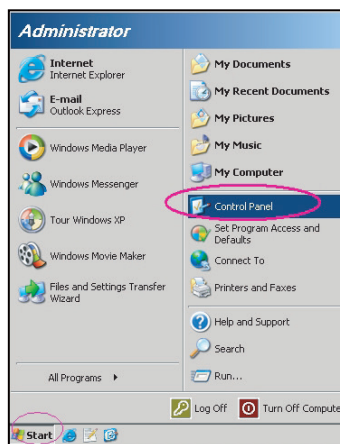 Administrator
Internet
Internet Explorer
E-mail
Outlook Express
Windows Media Player
Windows Messenger
Tour Windows XP
Windows Movie Maker
Files and Settings Transfer
Wizard
All Programs
My Documents
My Recent Documents
My Pictures
My Music
My Computer
Control Panel
Set Program Access and
Defaults
Connect To
Printers and Faxes
Help and Support
Search
Run...
Log Off
Turn Off Compute
Start